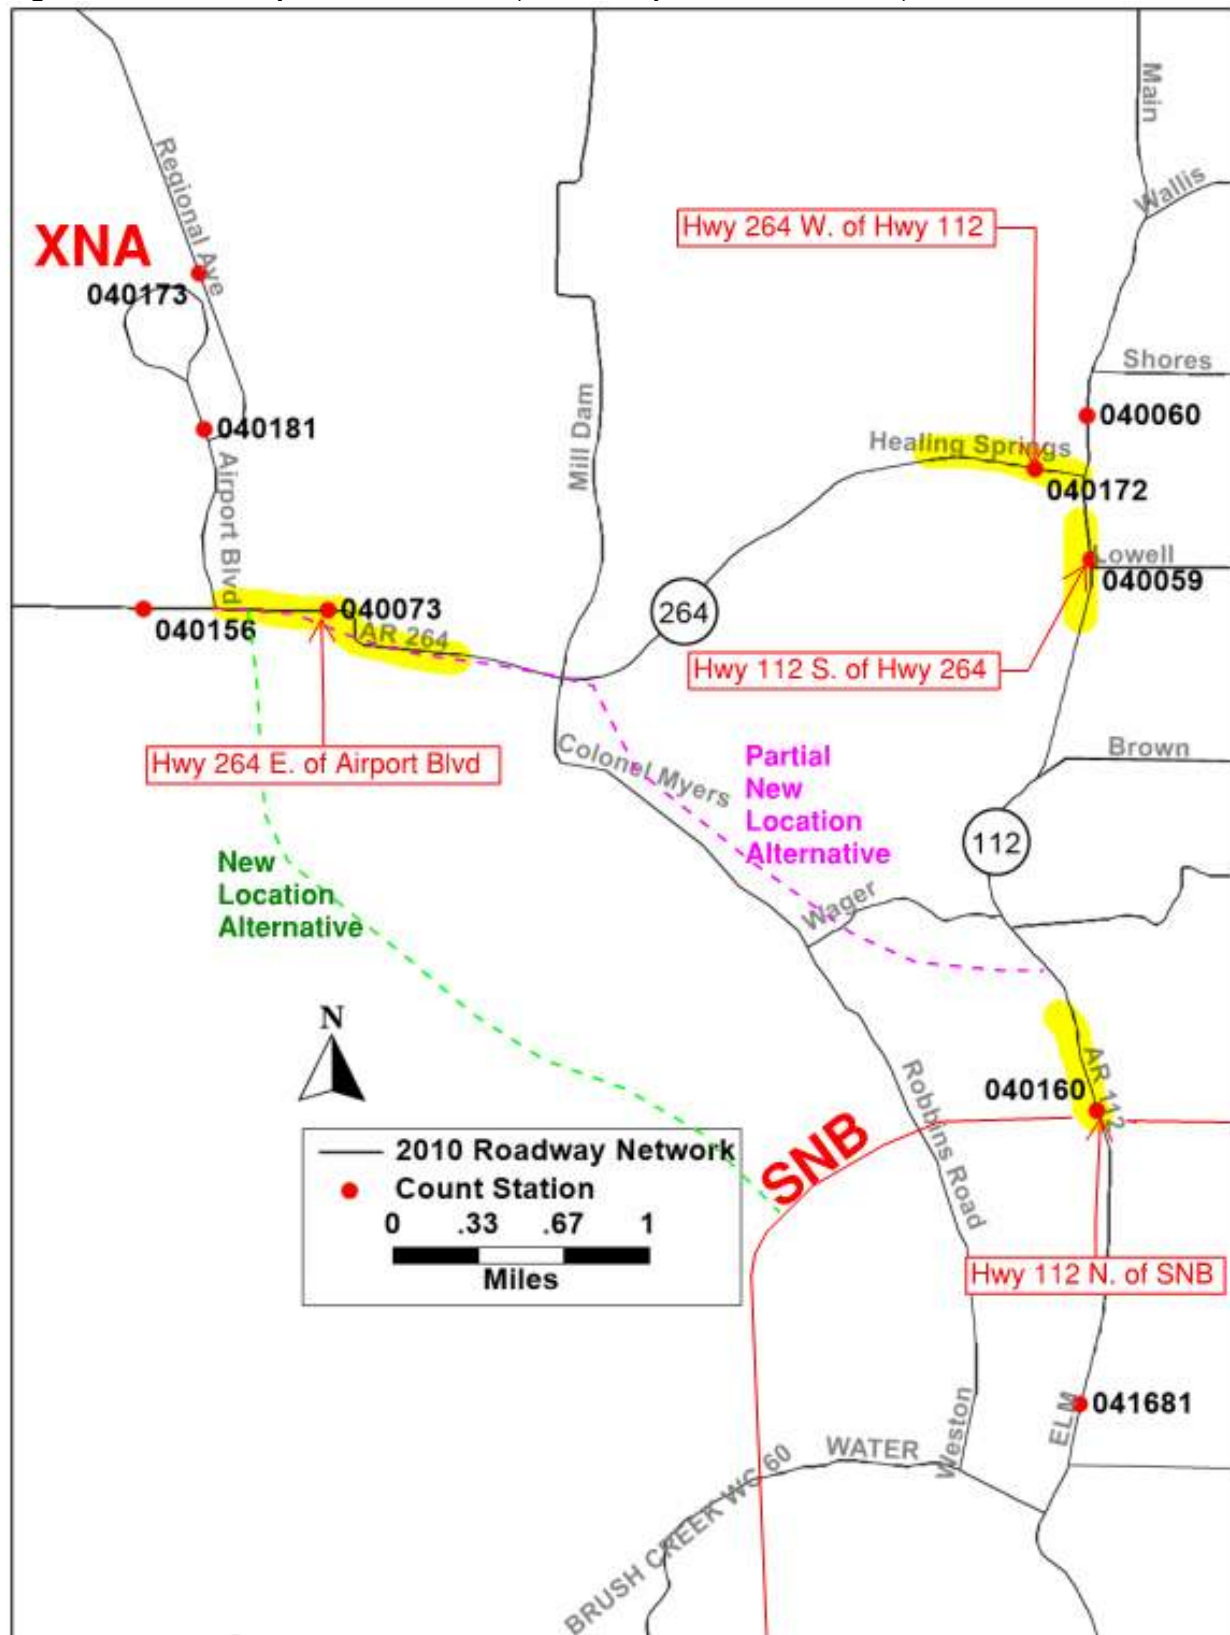 Main
Regional Ave
Wallis
XNA
Hwy 264 W. of Hwy 112
040173
Shores
Mill Dam
040060
040181
Healing Springs
Airport Blvd
040172
Lowell
040059
040073
040156
AR 264
264
Hwy 112 S. of Hwy 264
Hwy 264 E. of Airport Blvd
Colonel Myers
Partial
New
Location
Alternative
Brown
112
New
Location
Alternative
Wager
N
AR 112
040160
Robbins Road
SNB
2010 Roadway Network
Count Station
0 .33 .67 1
Miles
Hwy 112 N. of SNB
041681
ELM
Weston
WATER
BRUSH CREEK WC 60